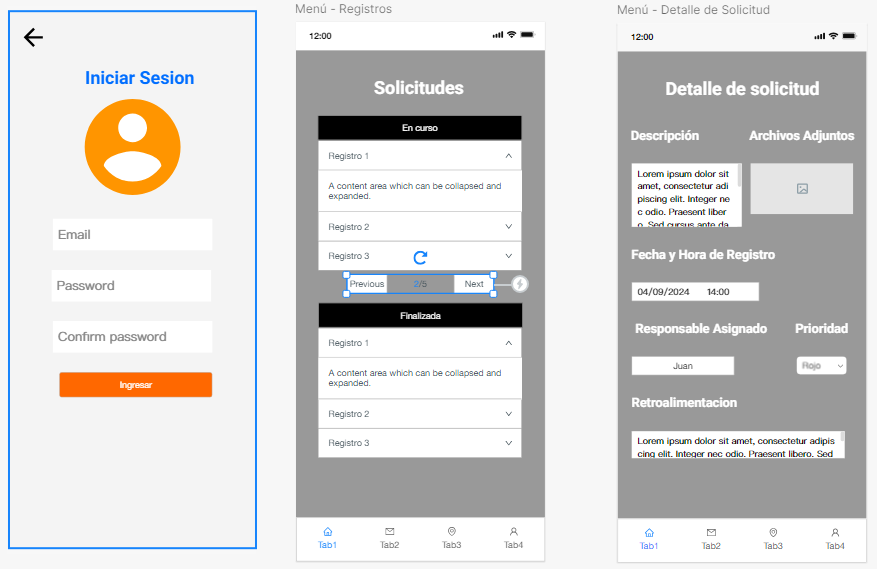 Iniciar Sesion
Email
Password
Confirm password
Ingresar
Menú - Registros
12:00
Solicitudes
En curso
Registro 1
A content area which can be collapsed and
expanded.
Registro 2
Registro 3
Previous 2/5 Next
Finalizada
Registro 1
A content area which can be collapsed and
expanded.
Registro 2
Registro 3
Tab1 Tab2 Tab3 Tab4
Menú - Detalle de Solicitud
12:00
Detalle de solicitud
Descripción Archivos Adjuntos
Lorem ipsum dolor sit
amet, consectetur adi
piscing elit. Integer ne
c odio. Praesent liber
o. Sed cursus ante da
Fecha y Hora de Registro
04/09/2024 14:00
Responsable Asignado Prioridad
Juan Rojo
Retroalimentacion
Lorem ipsum dolor sit amet, consectetur adipis
cing elit. Integer nec odio. Praesent libero. Sed
Tab1 Tab2 Tab3 Tab4